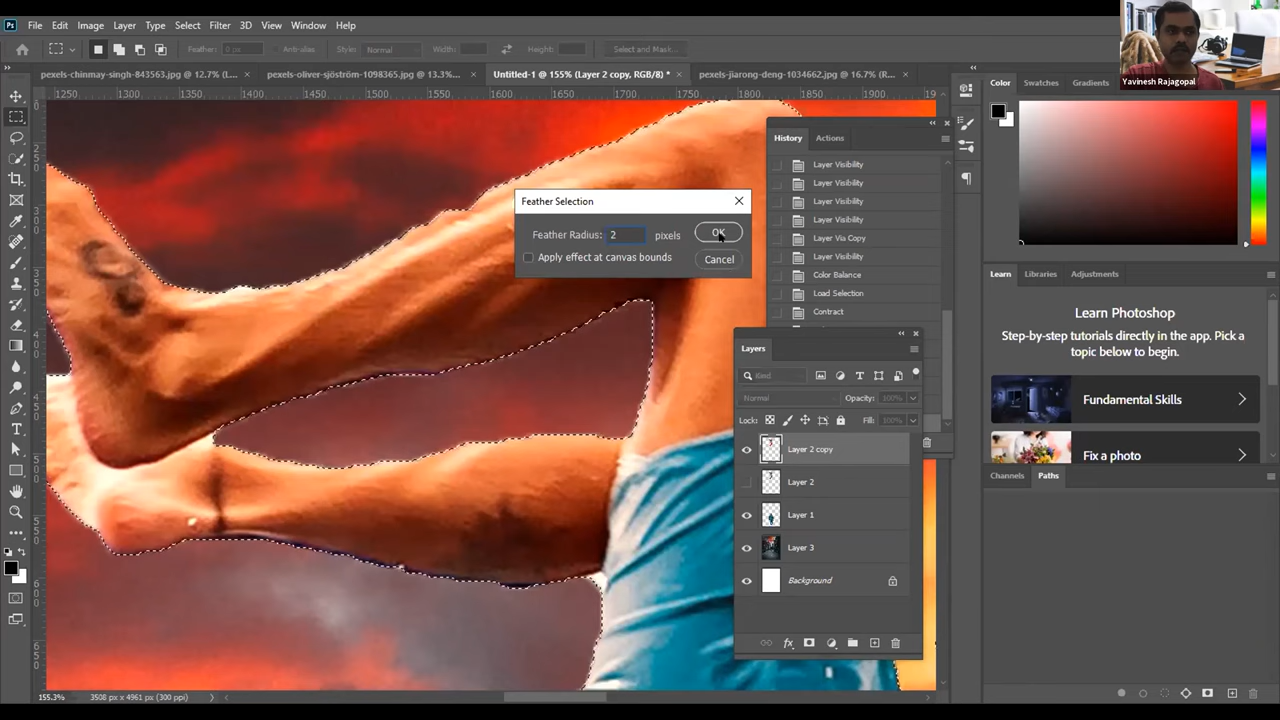 Ps File Edit Image Layer Type Select Filter 3D View Window Help
Feather: 0 px Anti-alias Style: Normal Width: Height: Select and Mask...
pexels-chinmay-singh-843563.jpg @ 12.7% (L... × pexels-oliver-sjöström-1098365.jpg @ 13.3%... × Untitled-1 @ 155% (Layer 2 copy, RGB/8) * × pexels-jiarong-deng-1034662.jpg @ 16.7% (R... ×
1250 1300 1350 1400 1450 1500 1550 1600 1650 1700 1750 1800 1850 1900
Yavinesh Rajagopal
Color Swatches Gradients
History Actions
Layer Visibility
Layer Visibility
Layer Visibility
Layer Visibility
Layer Via Copy
Layer Visibility
Color Balance
Load Selection
Contract
Feather Selection
Feather Radius: 2 pixels OK
Apply effect at canvas bounds Cancel
Learn Libraries Adjustments
Learn Photoshop
Step-by-step tutorials directly in the app. Pick a
topic below to begin.
Fundamental Skills
Fix a photo
Layers
Kind
Normal Opacity: 100%
Lock: Fill: 100%
Layer 2 copy
Layer 2
Layer 1
Layer 3
Background
Channels Paths
155.3% 3508 px x 4961 px (300 ppi)